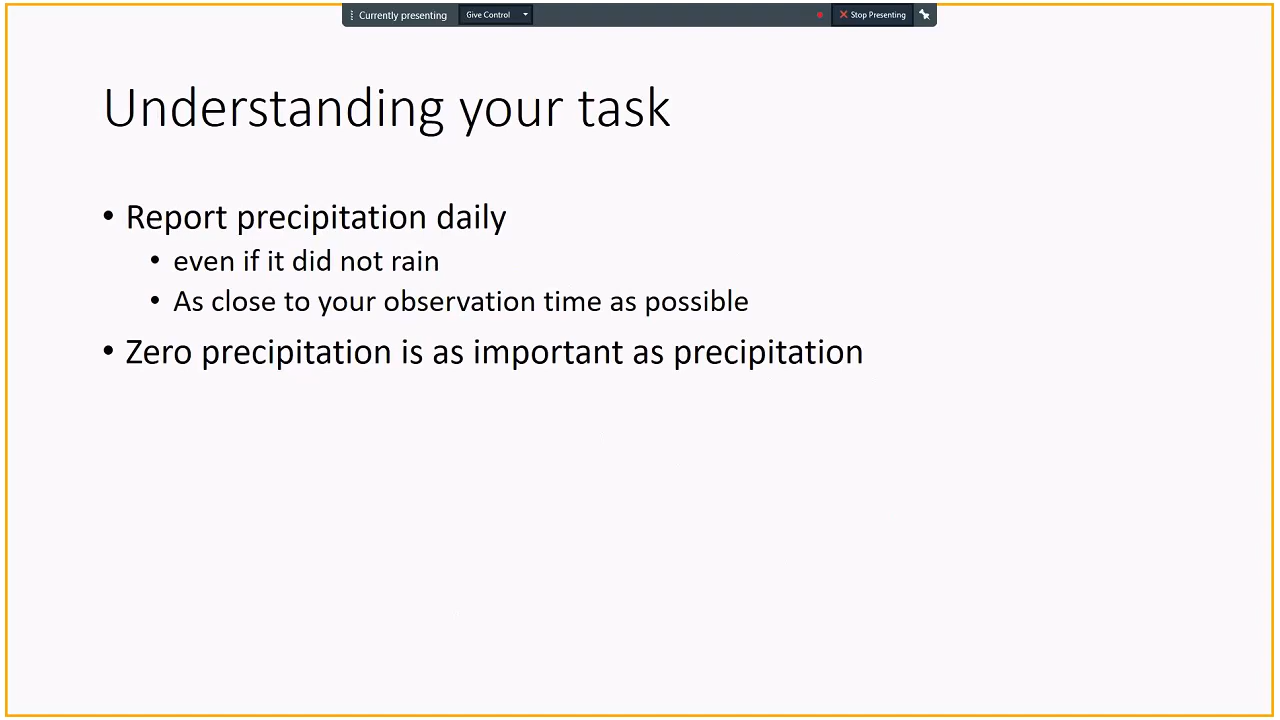 Currently presenting Give Control Stop Presenting
Understanding your task
• Report precipitation daily
• even if it did not rain
• As close to your observation time as possible
• Zero precipitation is as important as precipitation